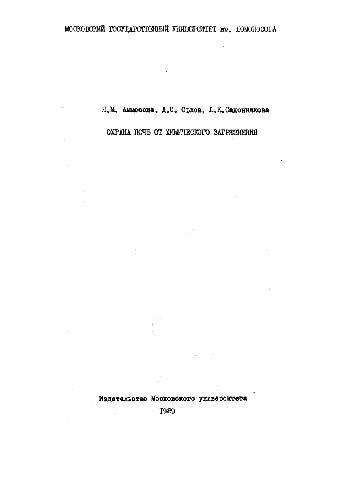 МОСКОВСКИЙ ГОСУДАРСТВЕННЫЙ УНИВЕРСИТЕТ им. ЛОМОНОСОВА
Я.М. Аммосова, Д.С. Орлов, Л.К.Садовникова
ОХРАНА ПОЧВ ОТ ХИМИЧЕСКОГО ЗАГРЯЗНЕНИЯ
Издательство Московского университета
1989